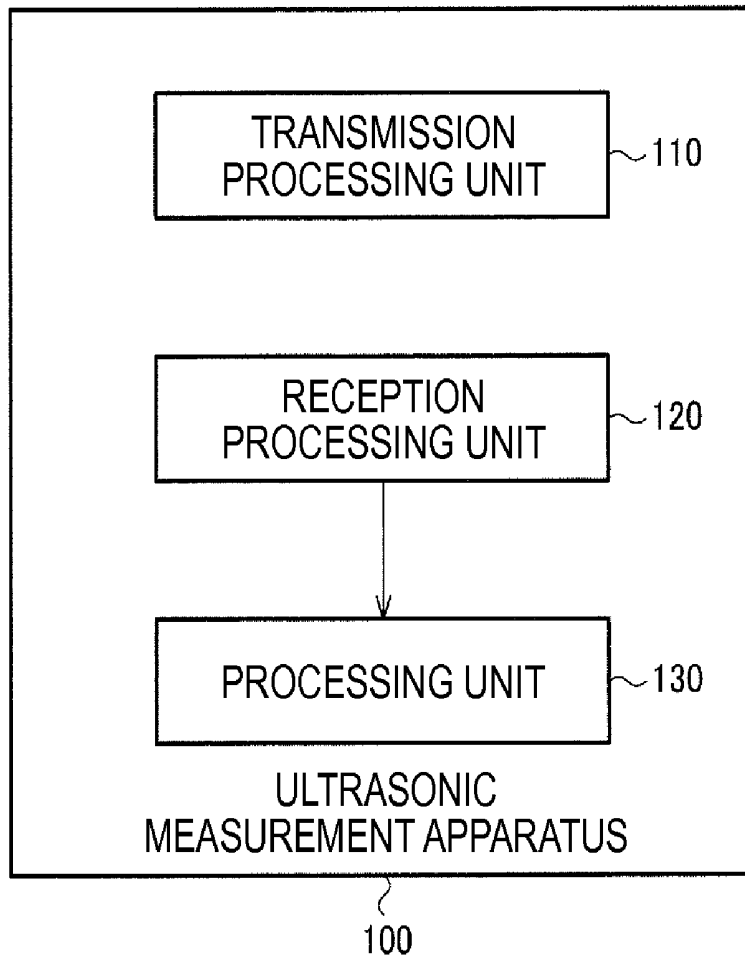 TRANSMISSION
PROCESSING UNIT
110
RECEPTION
PROCESSING UNIT
120
PROCESSING UNIT
130
ULTRASONIC
MEASUREMENT APPARATUS
100